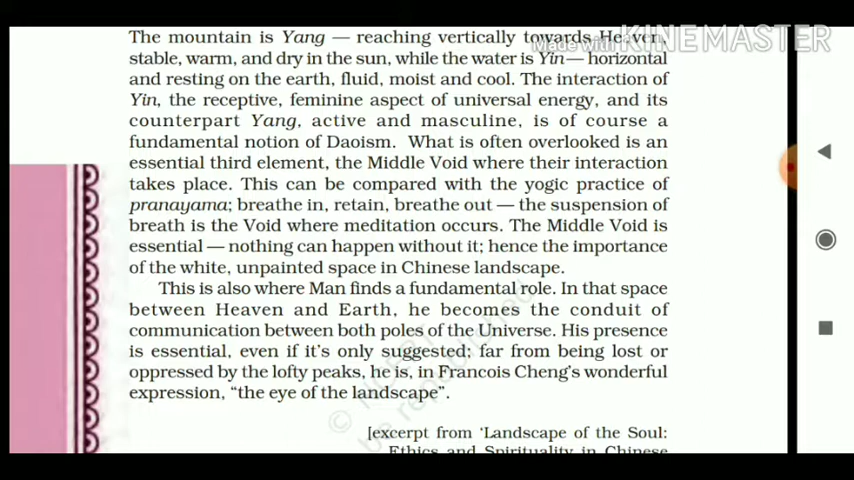 The mountain is Yang — reaching vertically towards Heaven,
Made with KINEMASTER
stable, warm, and dry in the sun, while the water is Yin— horizontal
and resting on the earth, fluid, moist and cool. The interaction of
Yin, the receptive, feminine aspect of universal energy, and its
counterpart Yang, active and masculine, is of course a
fundamental notion of Daoism. What is often overlooked is an
essential third element, the Middle Void where their interaction
takes place. This can be compared with the yogic practice of
pranayama; breathe in, retain, breathe out — the suspension of
breath is the Void where meditation occurs. The Middle Void is
essential — nothing can happen without it; hence the importance
of the white, unpainted space in Chinese landscape.
This is also where Man finds a fundamental role. In that space
between Heaven and Earth, he becomes the conduit of
communication between both poles of the Universe. His presence
is essential, even if it's only suggested; far from being lost or
oppressed by the lofty peaks, he is, in Francois Cheng's wonderful
expression, “the eye of the landscape”.
© NCERT
be republished
[excerpt from ‘Landscape of the Soul:
Ethics and Spirituality in Chinese